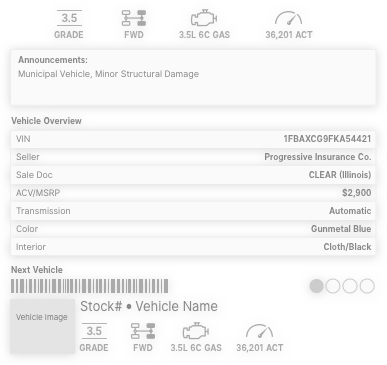 3.5
GRADE FWD 3.5L 6C GAS 36,201 ACT
Announcements:
Municipal Vehicle, Minor Structural Damage
Vehicle Overview
VIN 1FBAXCG9FKA54421
Seller Progressive Insurance Co.
Sale Doc CLEAR (Illinois)
ACV/MSRP $2,900
Transmission Automatic
Color Gunmetal Blue
Interior Cloth/Black
Next Vehicle
Vehicle Image
Stock# • Vehicle Name
3.5
GRADE FWD 3.5L 6C GAS 36,201 ACT